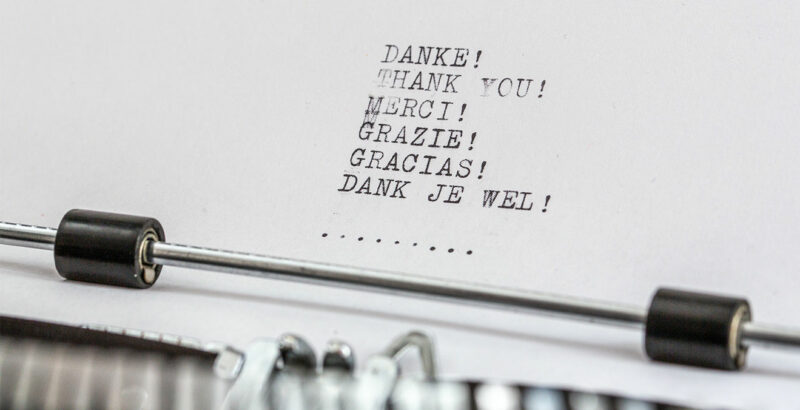 DANKE!
THANK YOU!
MERCI!
GRAZIE!
GRACIAS!
DANK JE WEL!
.........